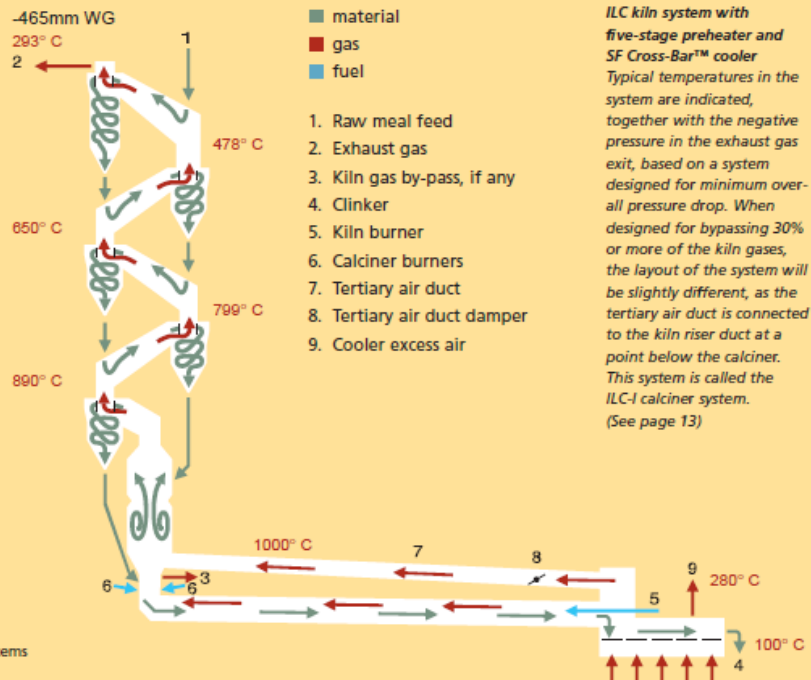 -465mm WG
293° C
2
1
478° C
650° C
799° C
890° C
material
gas
fuel
1. Raw meal feed
2. Exhaust gas
3. Kiln gas by-pass, if any
4. Clinker
5. Kiln burner
6. Calciner burners
7. Tertiary air duct
8. Tertiary air duct damper
9. Cooler excess air
ILC kiln system with
five-stage preheater and
SF Cross-Bar™ cooler
Typical temperatures in the
system are indicated,
together with the negative
pressure in the exhaust gas
exit, based on a system
designed for minimum over-
all pressure drop. When
designed for bypassing 30%
or more of the kiln gases,
the layout of the system will
be slightly different, as the
tertiary air duct is connected
to the kiln riser duct at a
point below the calciner.
This system is called the
ILC-I calciner system.
(See page 13)
1000° C
7
8
9
280° C
6
3
6
5
100° C
4
ems